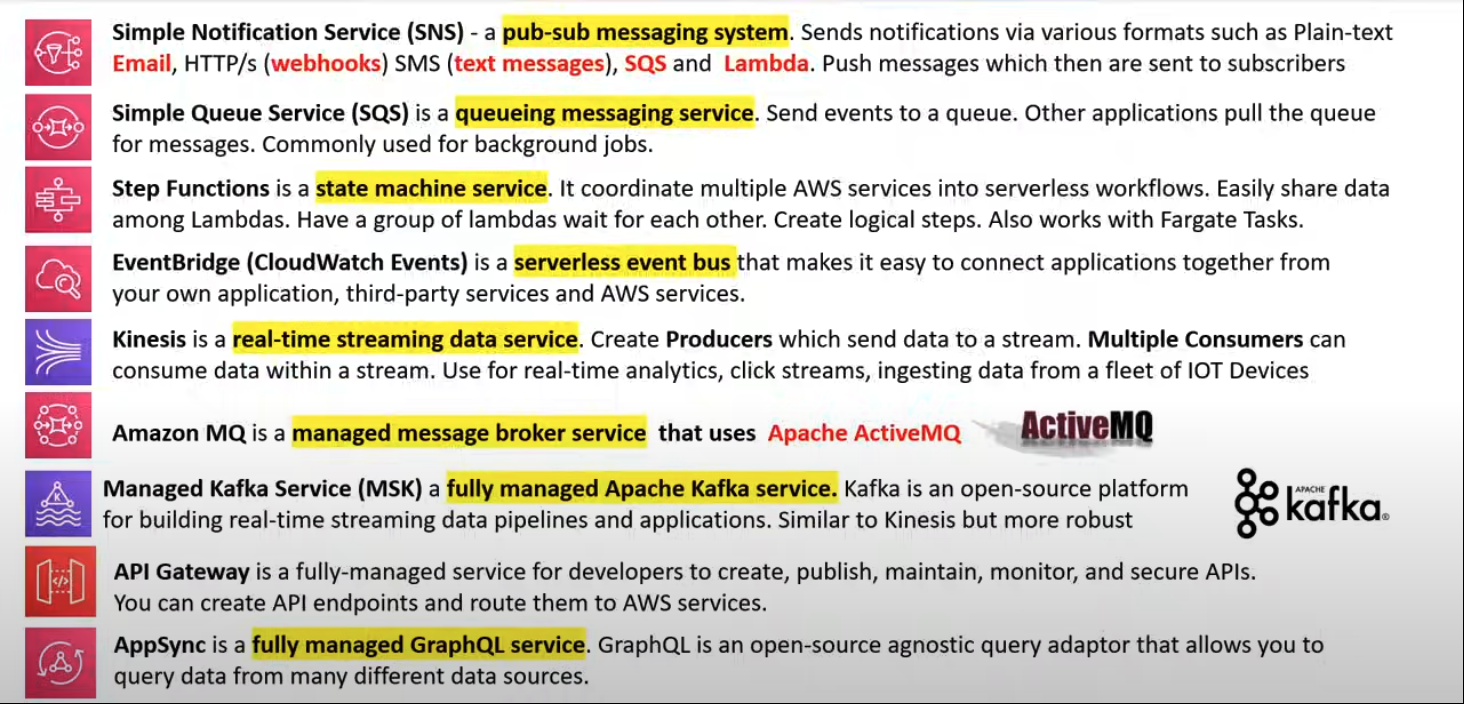 Simple Notification Service (SNS) - a pub-sub messaging system. Sends notifications via various formats such as Plain-text
Email, HTTP/s (webhooks) SMS (text messages), SQS and Lambda. Push messages which then are sent to subscribers
Simple Queue Service (SQS) is a queueing messaging service. Send events to a queue. Other applications pull the queue
for messages. Commonly used for background jobs.
Step Functions is a state machine service. It coordinate multiple AWS services into serverless workflows. Easily share data
among Lambdas. Have a group of lambdas wait for each other. Create logical steps. Also works with Fargate Tasks.
EventBridge (CloudWatch Events) is a serverless event bus that makes it easy to connect applications together from
your own application, third-party services and AWS services.
Kinesis is a real-time streaming data service. Create Producers which send data to a stream. Multiple Consumers can
consume data within a stream. Use for real-time analytics, click streams, ingesting data from a fleet of IOT Devices
Amazon MQ is a managed message broker service that uses Apache ActiveMQ
ActiveMQ
Managed Kafka Service (MSK) a fully managed Apache Kafka service. Kafka is an open-source platform
for building real-time streaming data pipelines and applications. Similar to Kinesis but more robust
K
APACHE
kafka®
API Gateway is a fully-managed service for developers to create, publish, maintain, monitor, and secure APIs.
You can create API endpoints and route them to AWS services.
</>
AppSync is a fully managed GraphQL service. GraphQL is an open-source agnostic query adaptor that allows you to
query data from many different data sources.